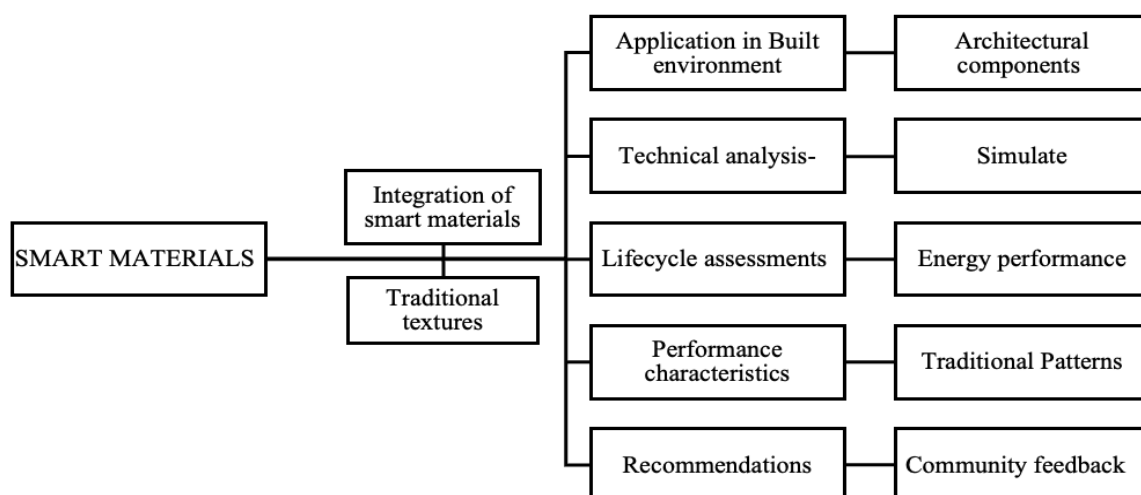 SMART MATERIALS
Integration of
smart materials
Traditional
textures
Application in Built
environment
Architectural
components
Technical analysis-
Simulate
Lifecycle assessments
Energy performance
Performance
characteristics
Traditional Patterns
Recommendations
Community feedback